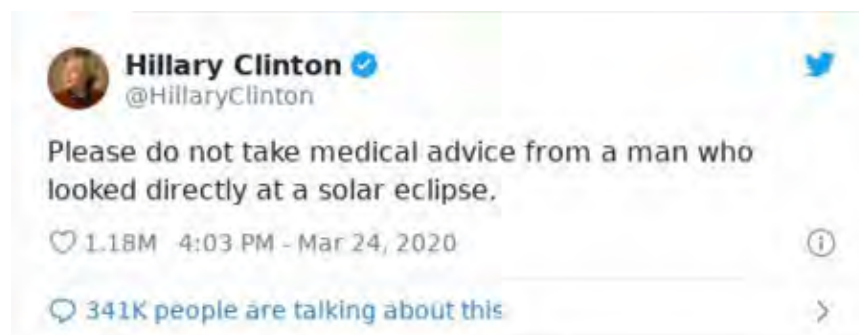 Hillary Clinton
@HillaryClinton
Please do not take medical advice from a man who
looked directly at a solar eclipse.
1.18M 4:03 PM - Mar 24, 2020
341K people are talking about this